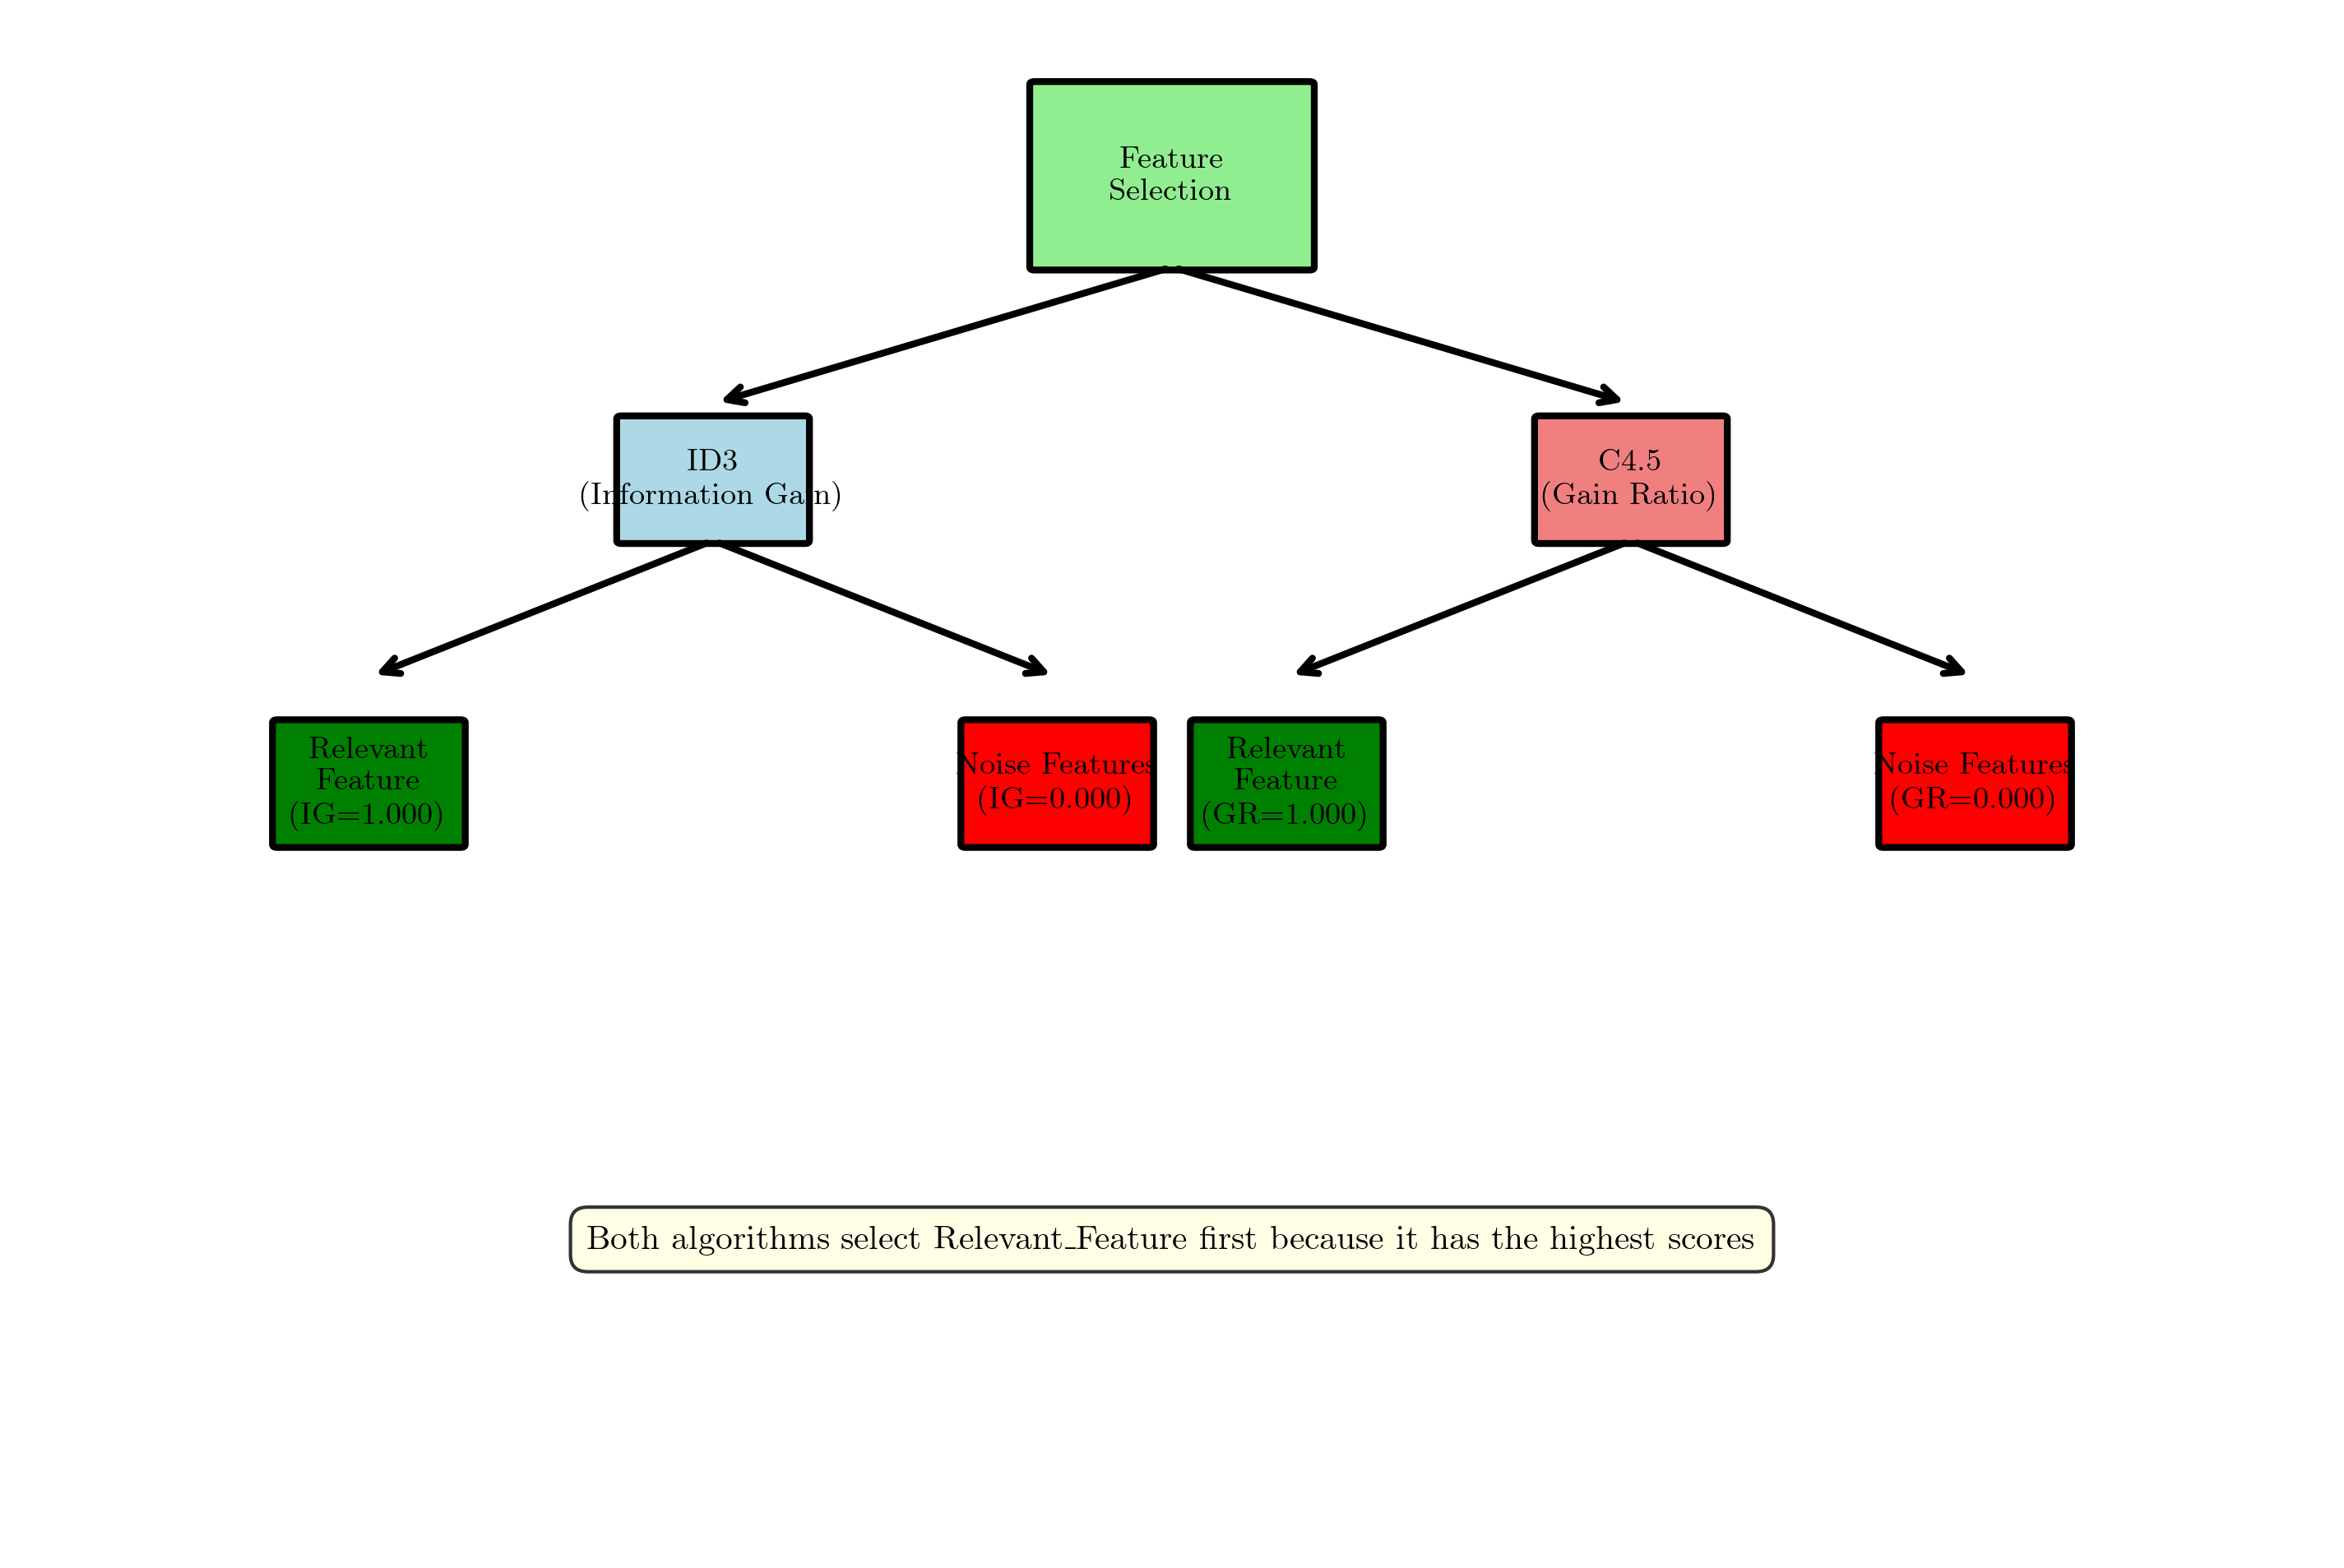 Feature
Selection
ID3
(Information Gain)
C4.5
(Gain Ratio)
Relevant
Feature
(IG=1.000)
Noise Features
(IG=0.000)
Relevant
Feature
(GR=1.000)
Noise Features
(GR=0.000)
Both algorithms select Relevant_Feature first because it has the highest scores